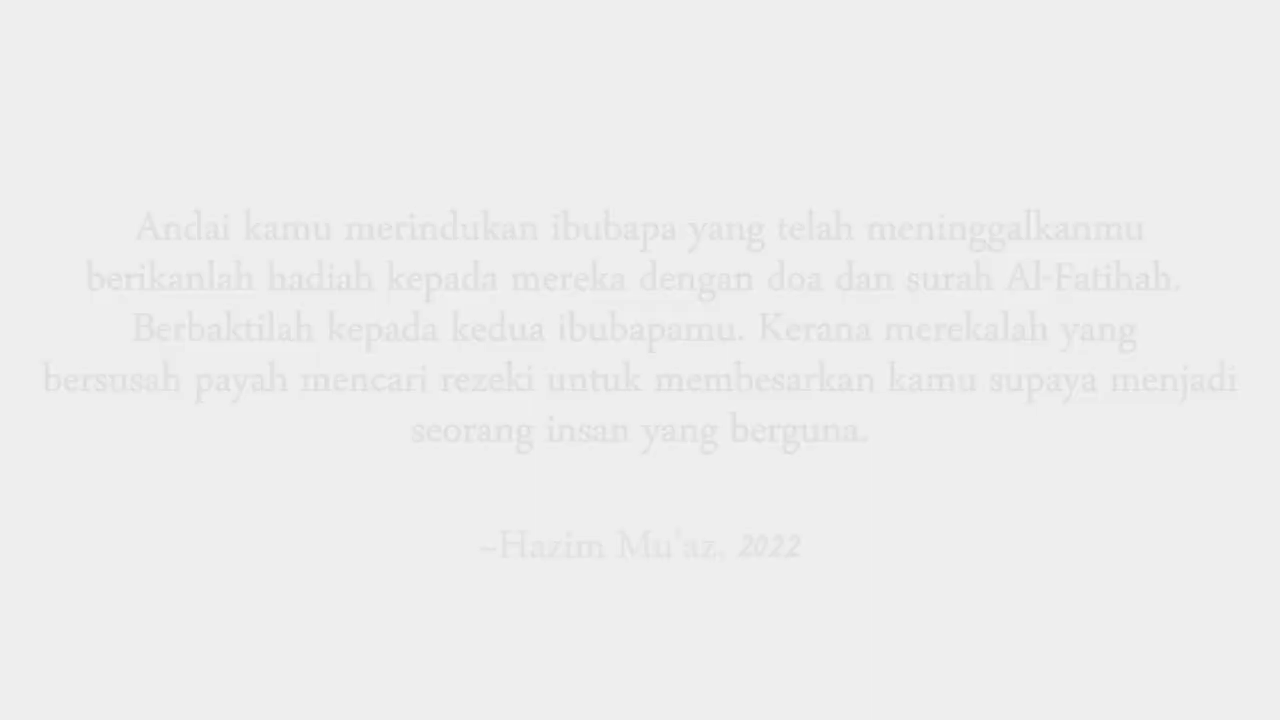 Andai kamu merindukan ibubapa yang telah meninggalkanmu
berikanlah hadiah kepada mereka dengan doa dan surah Al-Fatihah.
Berbaktilah kepada kedua ibubapamu. Kerana merekalah yang
bersusah payah mencari rezeki untuk membesarkan kamu supaya menjadi
seorang insan yang berguna.
~Hazim Mu'az, 2022